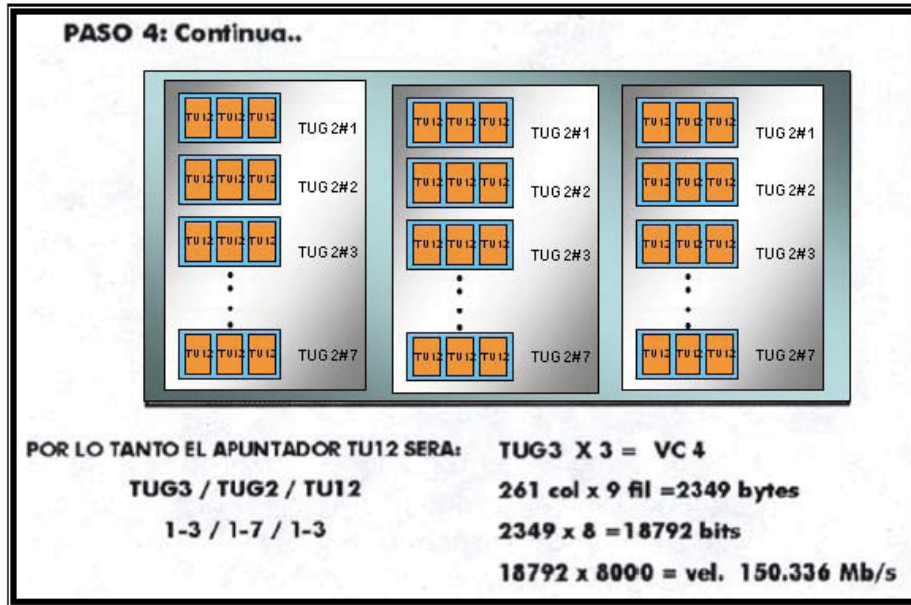 PASO 4: Continua..
TU12 TU12 TU12 TUG 2#1
TU12 TU12 TU12 TUG 2#2
TU12 TU12 TU12 TUG 2#3
TU12 TU12 TU12 TUG 2#7
TU12 TU12 TU12 TUG 2#1
TU12 TU12 TU12 TUG 2#2
TU12 TU12 TU12 TUG 2#3
TU12 TU12 TU12 TUG 2#7
TU12 TU12 TU12 TUG 2#1
TU12 TU12 TU12 TUG 2#2
TU12 TU12 TU12 TUG 2#3
TU12 TU12 TU12 TUG 2#7
POR LO TANTO EL APUNTADOR TU12 SERA:
TUG3 / TUG2 / TU12
1-3 / 1-7 / 1-3
TUG3 X 3 = VC 4
261 col x 9 fil =2349 bytes
2349 x 8 =18792 bits
18792 x 8000 = vel. 150.336 Mb/s